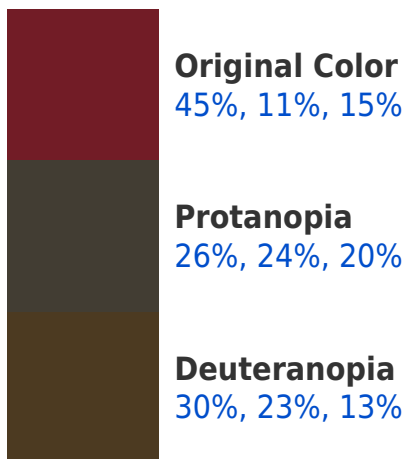 Original Color
45%, 11%, 15%
Protanopia
26%, 24%, 20%
Deuteranopia
30%, 23%, 13%